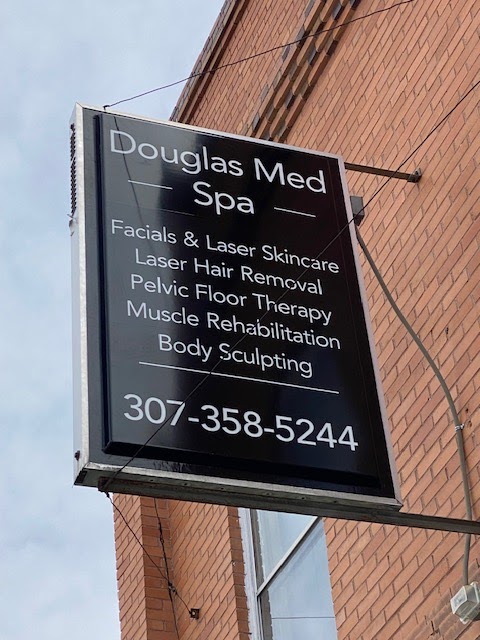 Douglas Med
Spa
Facials & Laser Skincare
Laser Hair Removal
Pelvic Floor Therapy
Muscle Rehabilitation
Body Sculpting
307-358-5244